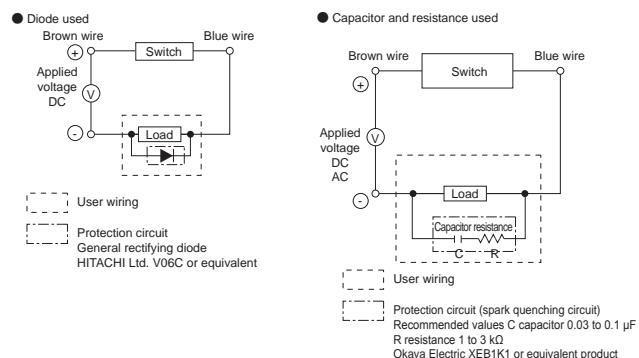 ● Diode used
Brown wire
Blue wire
+
Switch
Applied
voltage
DC
V
-
Load
User wiring
Protection circuit
General rectifying diode
HITACHI Ltd. V06C or equivalent
● Capacitor and resistance used
Brown wire
Blue wire
+
Switch
Applied
voltage
DC
AC
V
-
Load
Capacitor resistance
C R
User wiring
Protection circuit (spark quenching circuit)
Recommended values C capacitor 0.03 to 0.1 µF
R resistance 1 to 3 kΩ
Okaya Electric XEB1K1 or equivalent product